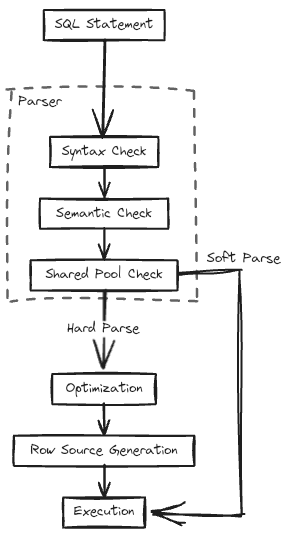 SQL Statement
Parser
Syntax Check
Semantic Check
Soft Parse
Shared Pool Check
Hard Parse
Optimization
Row Source Generation
Execution